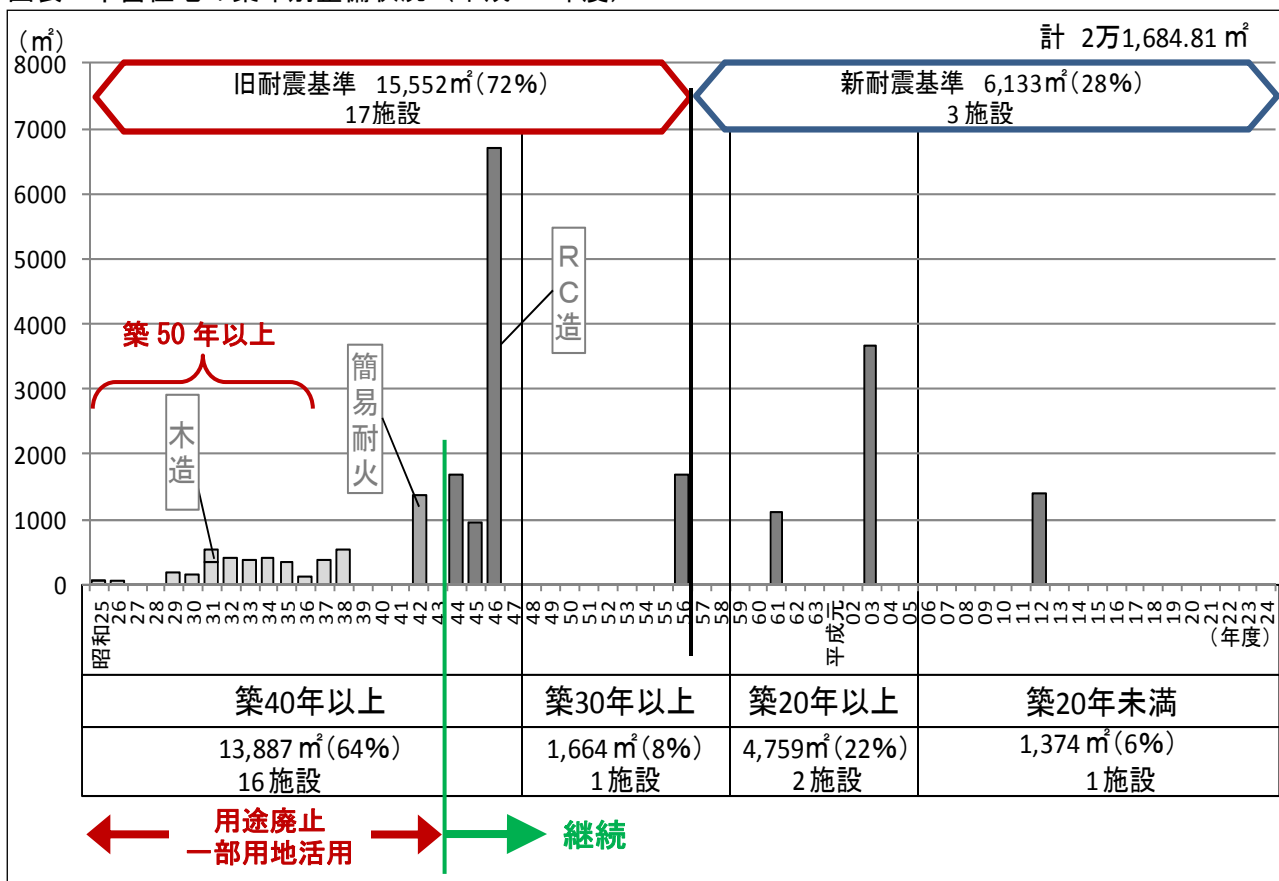 (㎡)
計 2万1,684.81 ㎡
8000
7000
6000
5000
4000
3000
2000
1000
0
旧耐震基準 15,552㎡(72%)
17施設
新耐震基準 6,133㎡(28%)
3施設
築50年以上
木造
簡易耐火
RC造
昭和25 26 27 28 29 30 31 32 33 34 35 36 37 38 39 40 41 42 43 44 45 46 47 48 49 50 51 52 53 54 55 56 57 58 59 60 61 62 63 平成元 02 03 04 05 06 07 08 09 10 11 12 13 14 15 16 17 18 19 20 21 22 23 24
(年度)
築40年以上 築30年以上 築20年以上 築20年未満
13,887㎡(64%) 1,664㎡(8%) 4,759㎡(22%) 1,374㎡(6%)
16施設 1施設 2施設 1施設
用途廃止
一部用地活用
継続